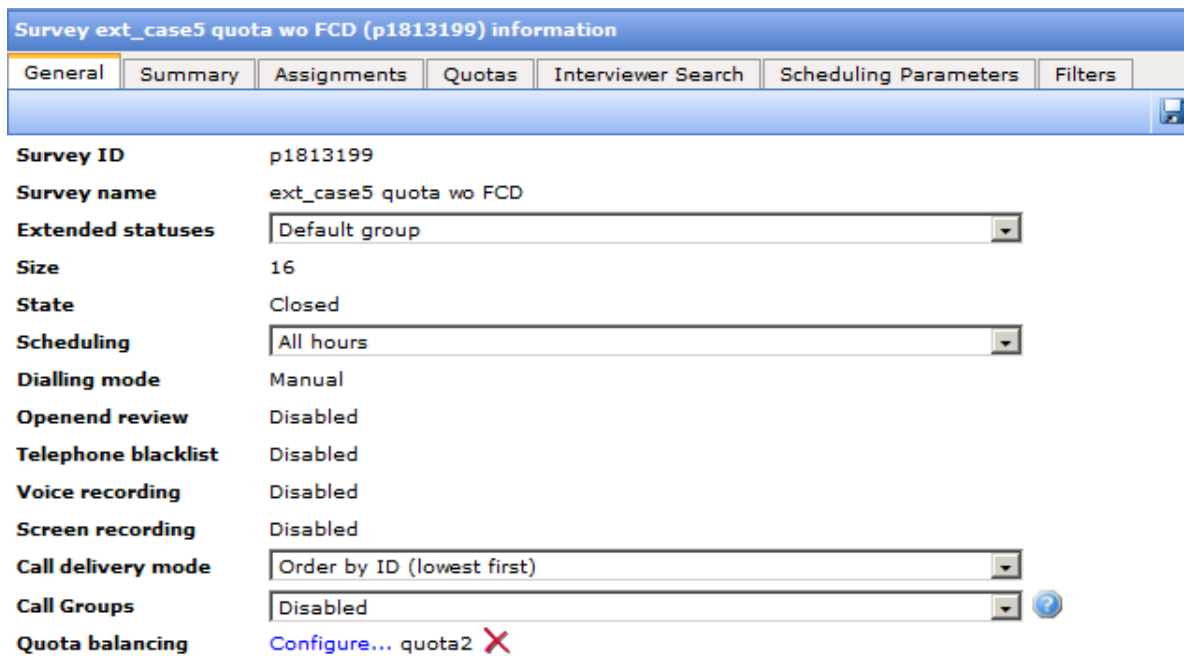 Survey ext_case5 quota wo FCD (p1813199) information
General Summary Assignments Quotas Interviewer Search Scheduling Parameters Filters
Survey ID p1813199
Survey name ext_case5 quota wo FCD
Extended statuses Default group
Size 16
State Closed
Scheduling All hours
Dialling mode Manual
Openend review Disabled
Telephone blacklist Disabled
Voice recording Disabled
Screen recording Disabled
Call delivery mode Order by ID (lowest first)
Call Groups Disabled ?
Quota balancing Configure... quota2